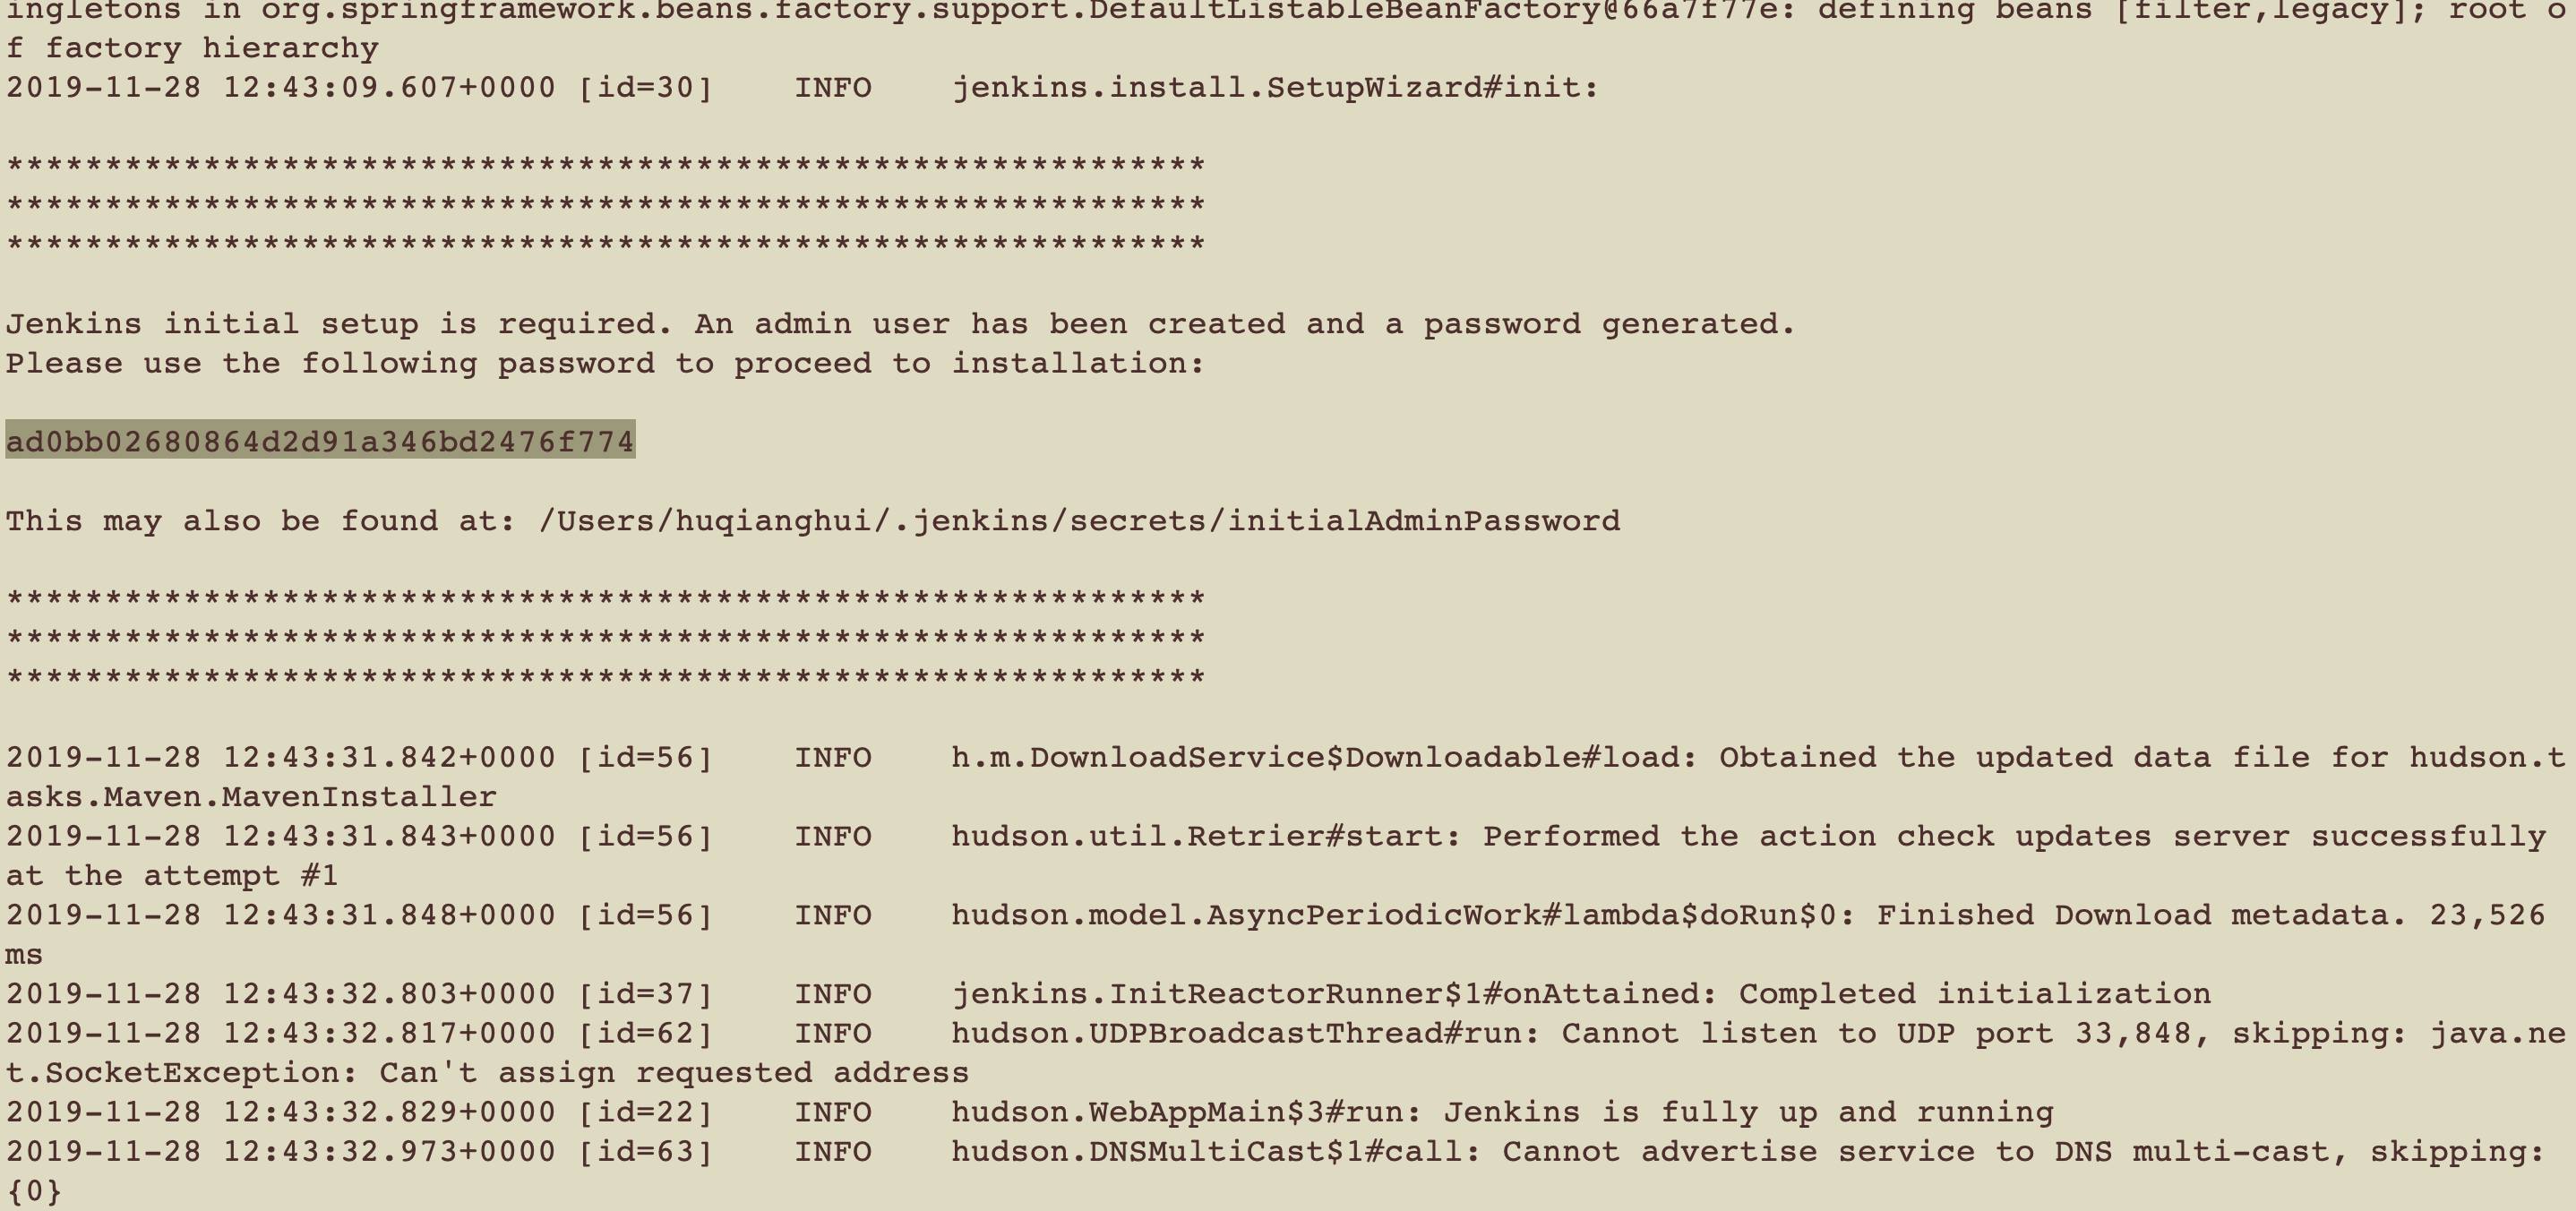 ingletons in org.springframework.beans.factory.support.DefaultListableBeanFactory@66a7f77e: defining beans [filter,legacy]; root o
f factory hierarchy
2019-11-28 12:43:09.607+0000 [id=30]    INFO    jenkins.install.SetupWizard#init:

*************************************************************
*************************************************************
*************************************************************

Jenkins initial setup is required. An admin user has been created and a password generated.
Please use the following password to proceed to installation:

ad0bb02680864d2d91a346bd2476f774

This may also be found at: /Users/huqianghui/.jenkins/secrets/initialAdminPassword

*************************************************************
*************************************************************
*************************************************************

2019-11-28 12:43:31.842+0000 [id=56]    INFO    h.m.DownloadService$Downloadable#load: Obtained the updated data file for hudson.t
asks.Maven.MavenInstaller
2019-11-28 12:43:31.843+0000 [id=56]    INFO    hudson.util.Retrier#start: Performed the action check updates server successfully
at the attempt #1
2019-11-28 12:43:31.848+0000 [id=56]    INFO    hudson.model.AsyncPeriodicWork#lambda$doRun$0: Finished Download metadata. 23,526
ms
2019-11-28 12:43:32.803+0000 [id=37]    INFO    jenkins.InitReactorRunner$1#onAttained: Completed initialization
2019-11-28 12:43:32.817+0000 [id=62]    INFO    hudson.UDPBroadcastThread#run: Cannot listen to UDP port 33,848, skipping: java.ne
t.SocketException: Can't assign requested address
2019-11-28 12:43:32.829+0000 [id=22]    INFO    hudson.WebAppMain$3#run: Jenkins is fully up and running
2019-11-28 12:43:32.973+0000 [id=63]    INFO    hudson.DNSMultiCast$1#call: Cannot advertise service to DNS multi-cast, skipping:
{0}